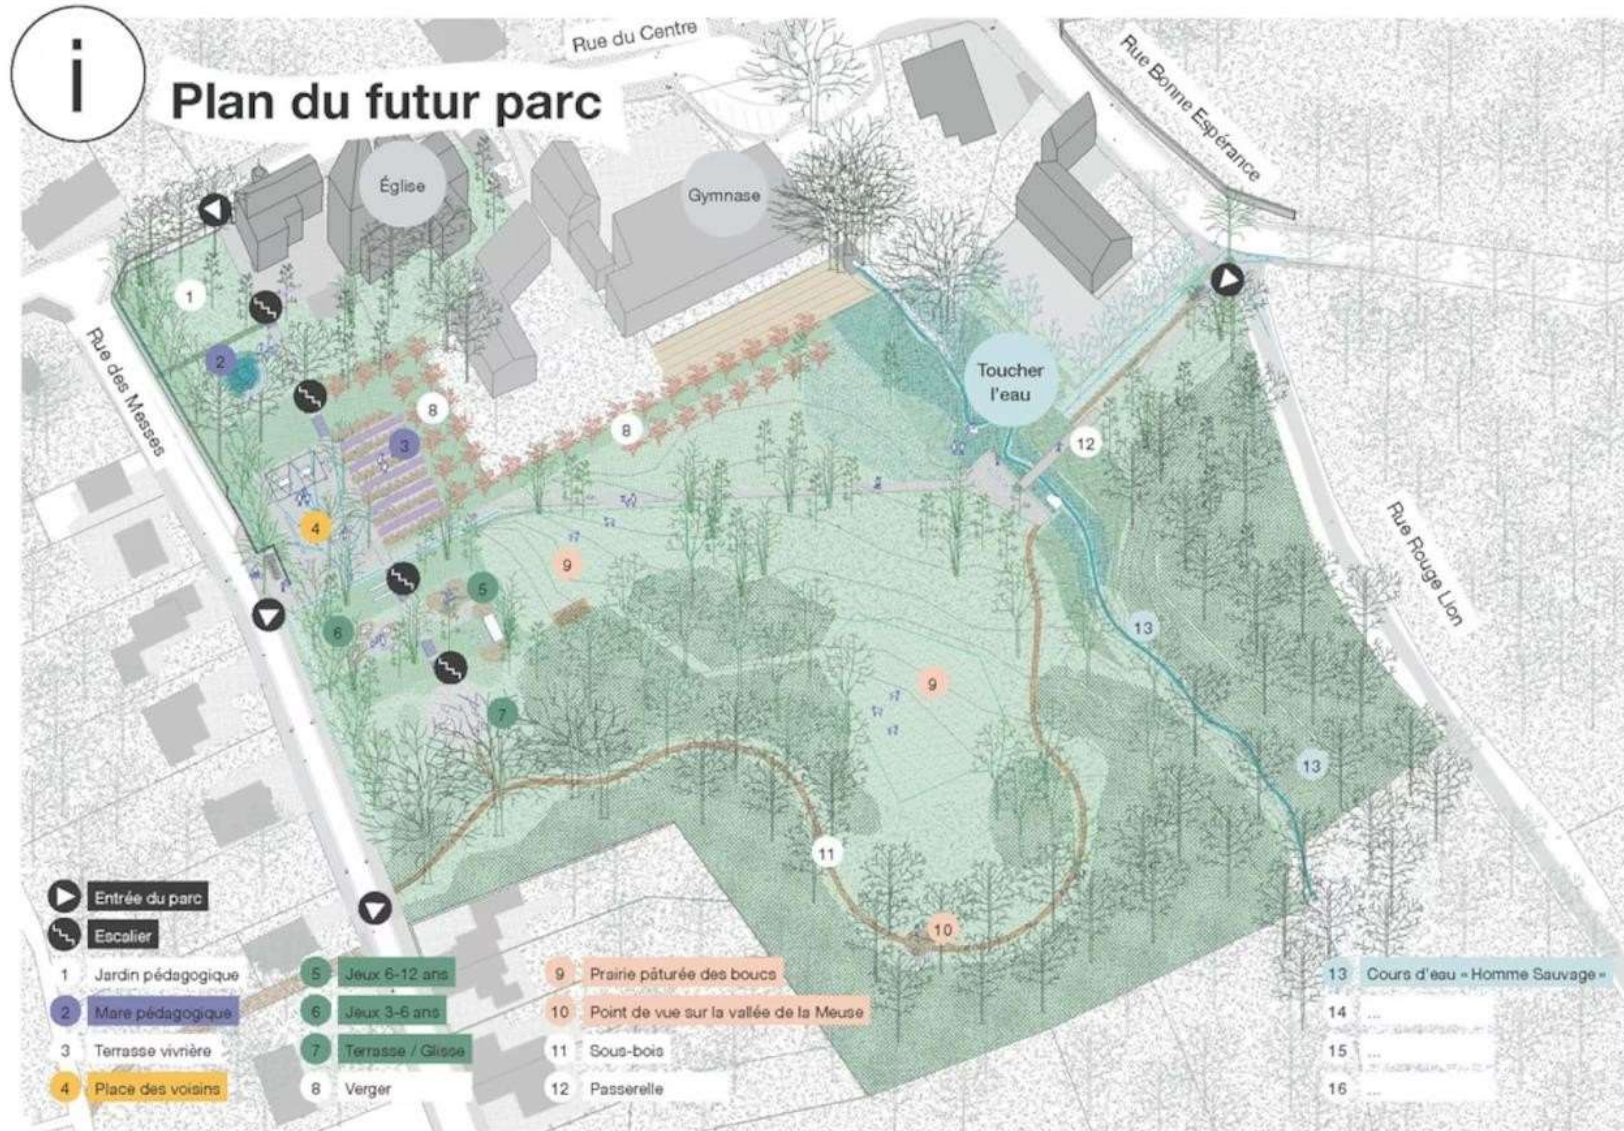 i
Plan du futur parc
Rue du Centre
Rue Bonne Espérance
Église
Gymnase
1
2
Rue des Messes
8
3
8
Toucher
l'eau
12
4
9
5
6
Rue Rouge Lion
13
9
7
13
11
10
Entrée du parc
Escalier
1 Jardin pédagogique
2 Mare pédagogique
3 Terrasse vivrière
4 Place des voisins
5 Jeux 6-12 ans
6 Jeux 3-6 ans
7 Terrasse / Glisse
8 Verger
9 Prairie pâturée des boucs
10 Point de vue sur la vallée de la Meuse
11 Sous-bois
12 Passerelle
13 Cours d'eau « Homme Sauvage »
14 ...
15 ...
16 ...